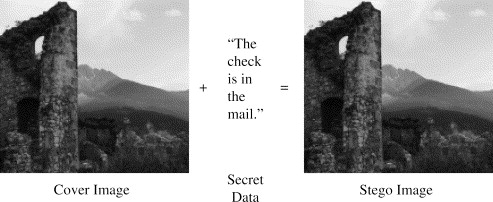 “The
check
is in
the
mail.”
+
=
Cover Image
Secret
Data
Stego Image